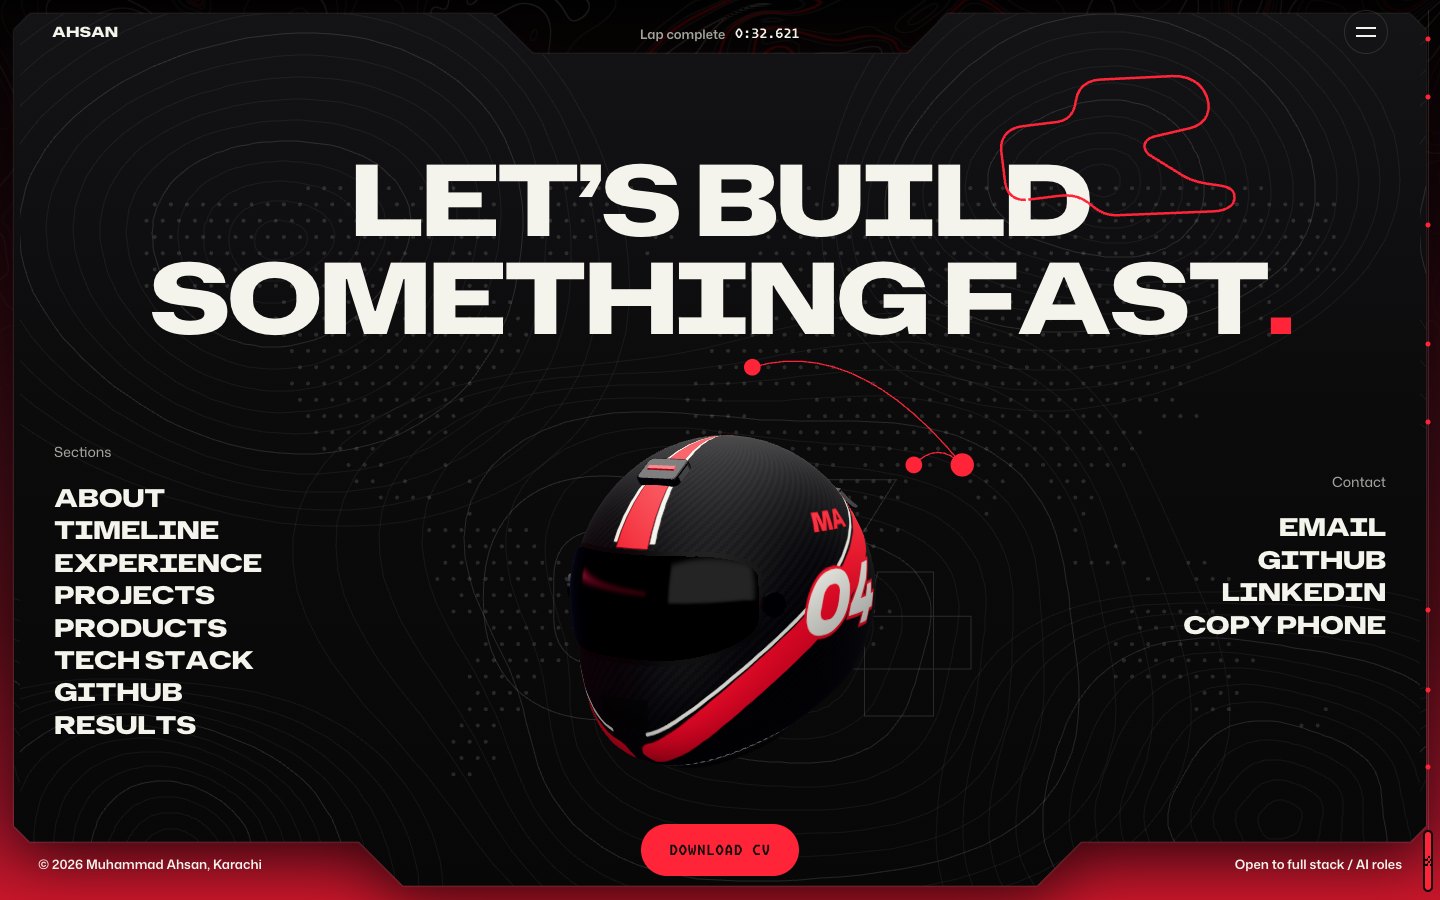 AHSAN
Lap complete 0:32.621
LET’S BUILD
SOMETHING FAST.
Sections
ABOUT
TIMELINE
EXPERIENCE
PROJECTS
PRODUCTS
TECH STACK
GITHUB
RESULTS
MA
04
Contact
EMAIL
GITHUB
LINKEDIN
COPY PHONE
DOWNLOAD CV
© 2026 Muhammad Ahsan, Karachi
Open to full stack / AI roles